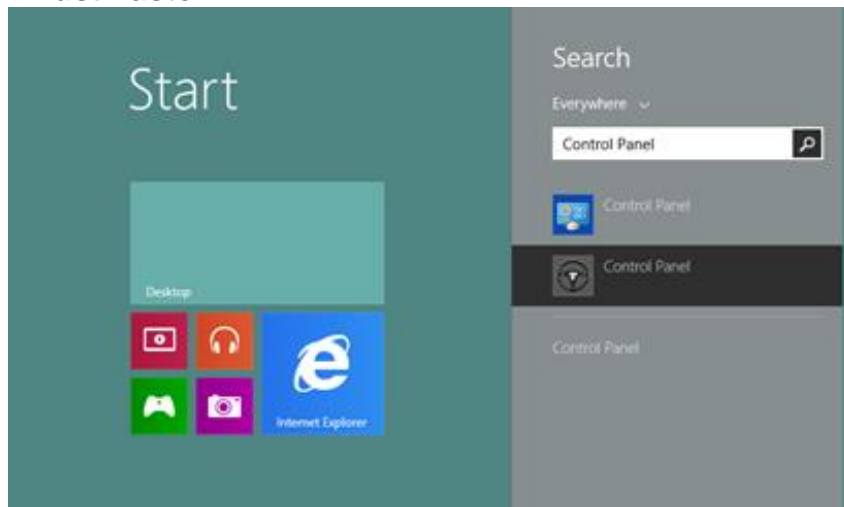 Start
Desktop
Internet Explorer
Search
Everywhere
Control Panel
Control Panel
Control Panel
Control Panel